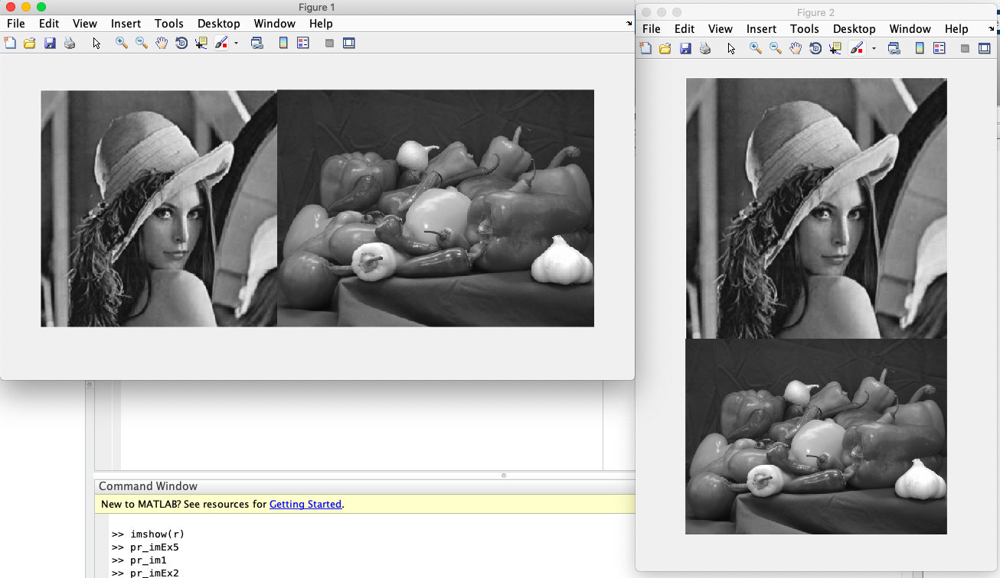 Figure 1
File Edit View Insert Tools Desktop Window Help
Figure 2
File Edit View Insert Tools Desktop Window Help
Command Window
New to MATLAB? See resources for Getting Started.
>> imshow(r)
>> pr_imEx5
>> pr_im1
>> pr_imEx2